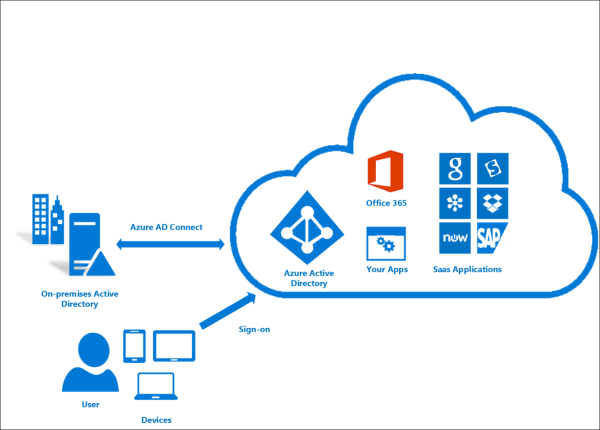 Office 365
g
now
SAP
Azure AD Connect
Azure Active
Directory
Your Apps
Saas Applications
On-premises Active
Directory
Sign-on
User
Devices